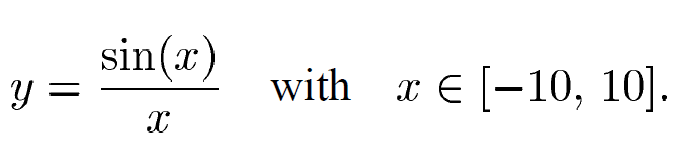 y = sin(x)/x with x ∈ [−10, 10].